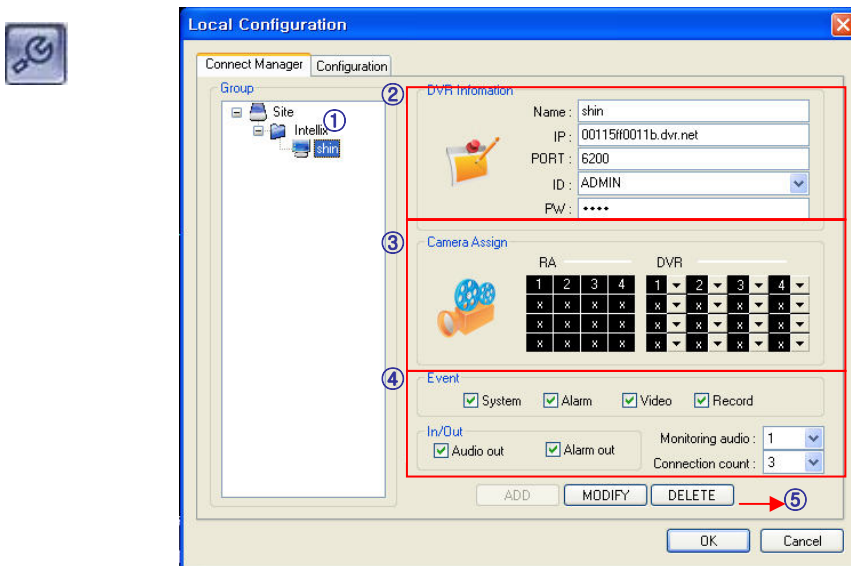 Local Configuration
Connect Manager Configuration
Group
Site
Intellix
shin
①
②
DVR Infomation
Name : shin
IP : 00115ff0011b.dvr.net
PORT : 6200
ID : ADMIN
PW : ••••
③
Camera Assign
RA DVR
1 2 3 4 1 2 3 4
x x x x x x x x
x x x x x x x x
x x x x x x x x
④
Event
System Alarm Video Record
In/Out
Audio out Alarm out
Monitoring audio : 1
Connection count : 3
ADD MODIFY DELETE
⑤
OK Cancel